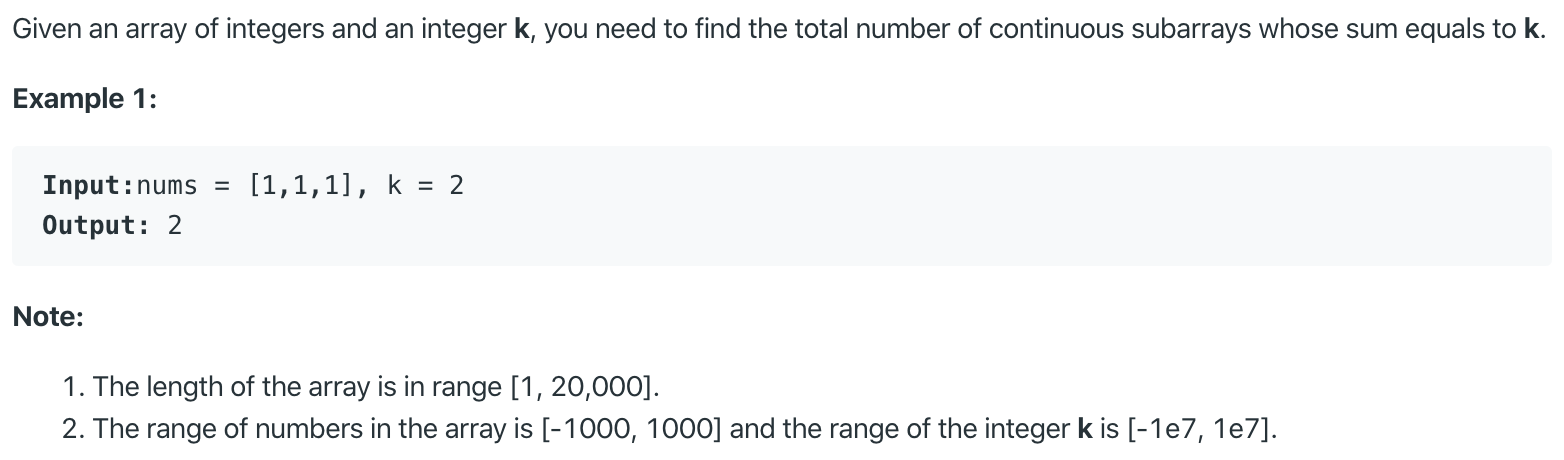 Given an array of integers and an integer k, you need to find the total number of continuous subarrays whose sum equals to k.
Example 1:
Input:nums = [1,1,1], k = 2
Output: 2
Note:
1. The length of the array is in range [1, 20,000].
2. The range of numbers in the array is [-1000, 1000] and the range of the integer k is [-1e7, 1e7].